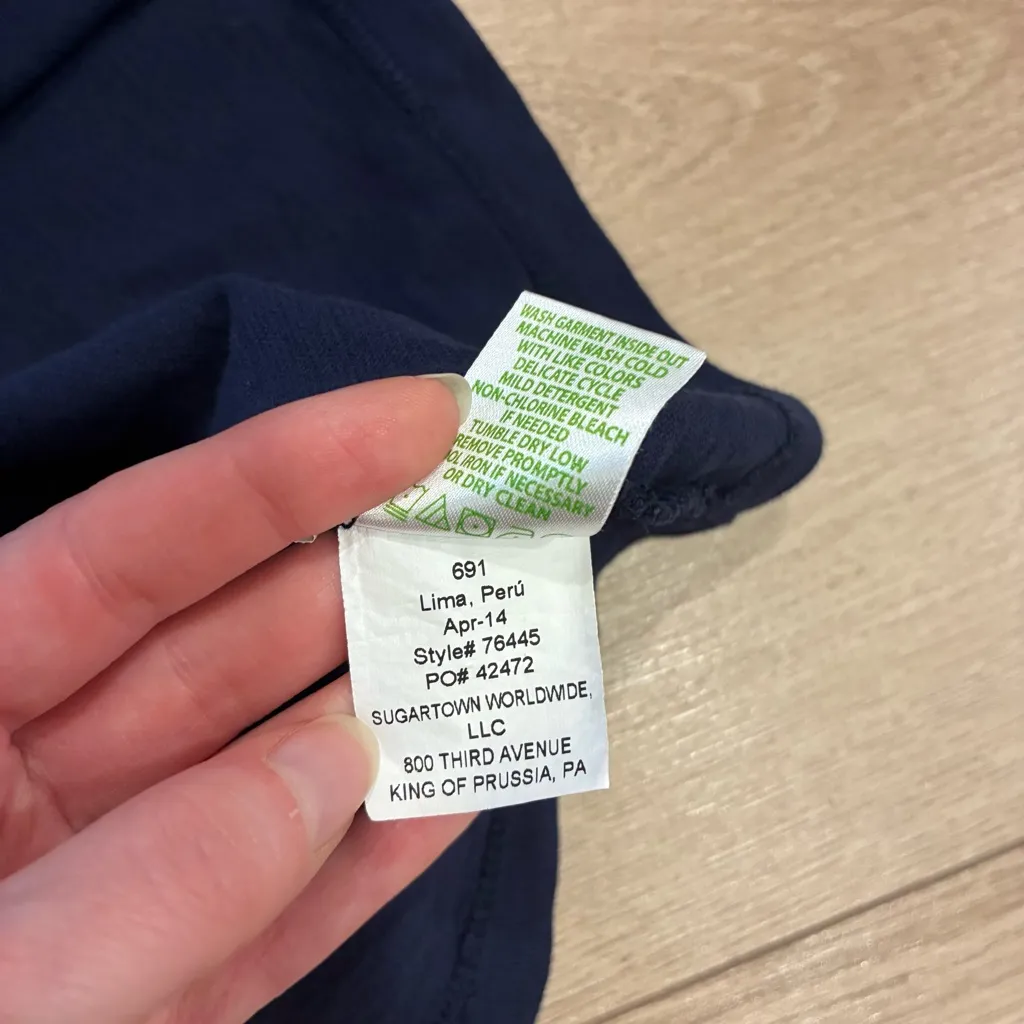 WASH GARMENT INSIDE OUT
MACHINE WASH COLD
WITH LIKE COLORS
DELICATE CYCLE
MILD DETERGENT
NON-CHLORINE BLEACH
IF NEEDED
TUMBLE DRY LOW
REMOVE PROMPTLY
OL IRON IF NECESSARY
OR DRY CLEAN
691
Lima, Perú
Apr-14
Style# 76445
PO# 42472
SUGARTOWN WORLDWIDE,
LLC
800 THIRD AVENUE
KING OF PRUSSIA, PA